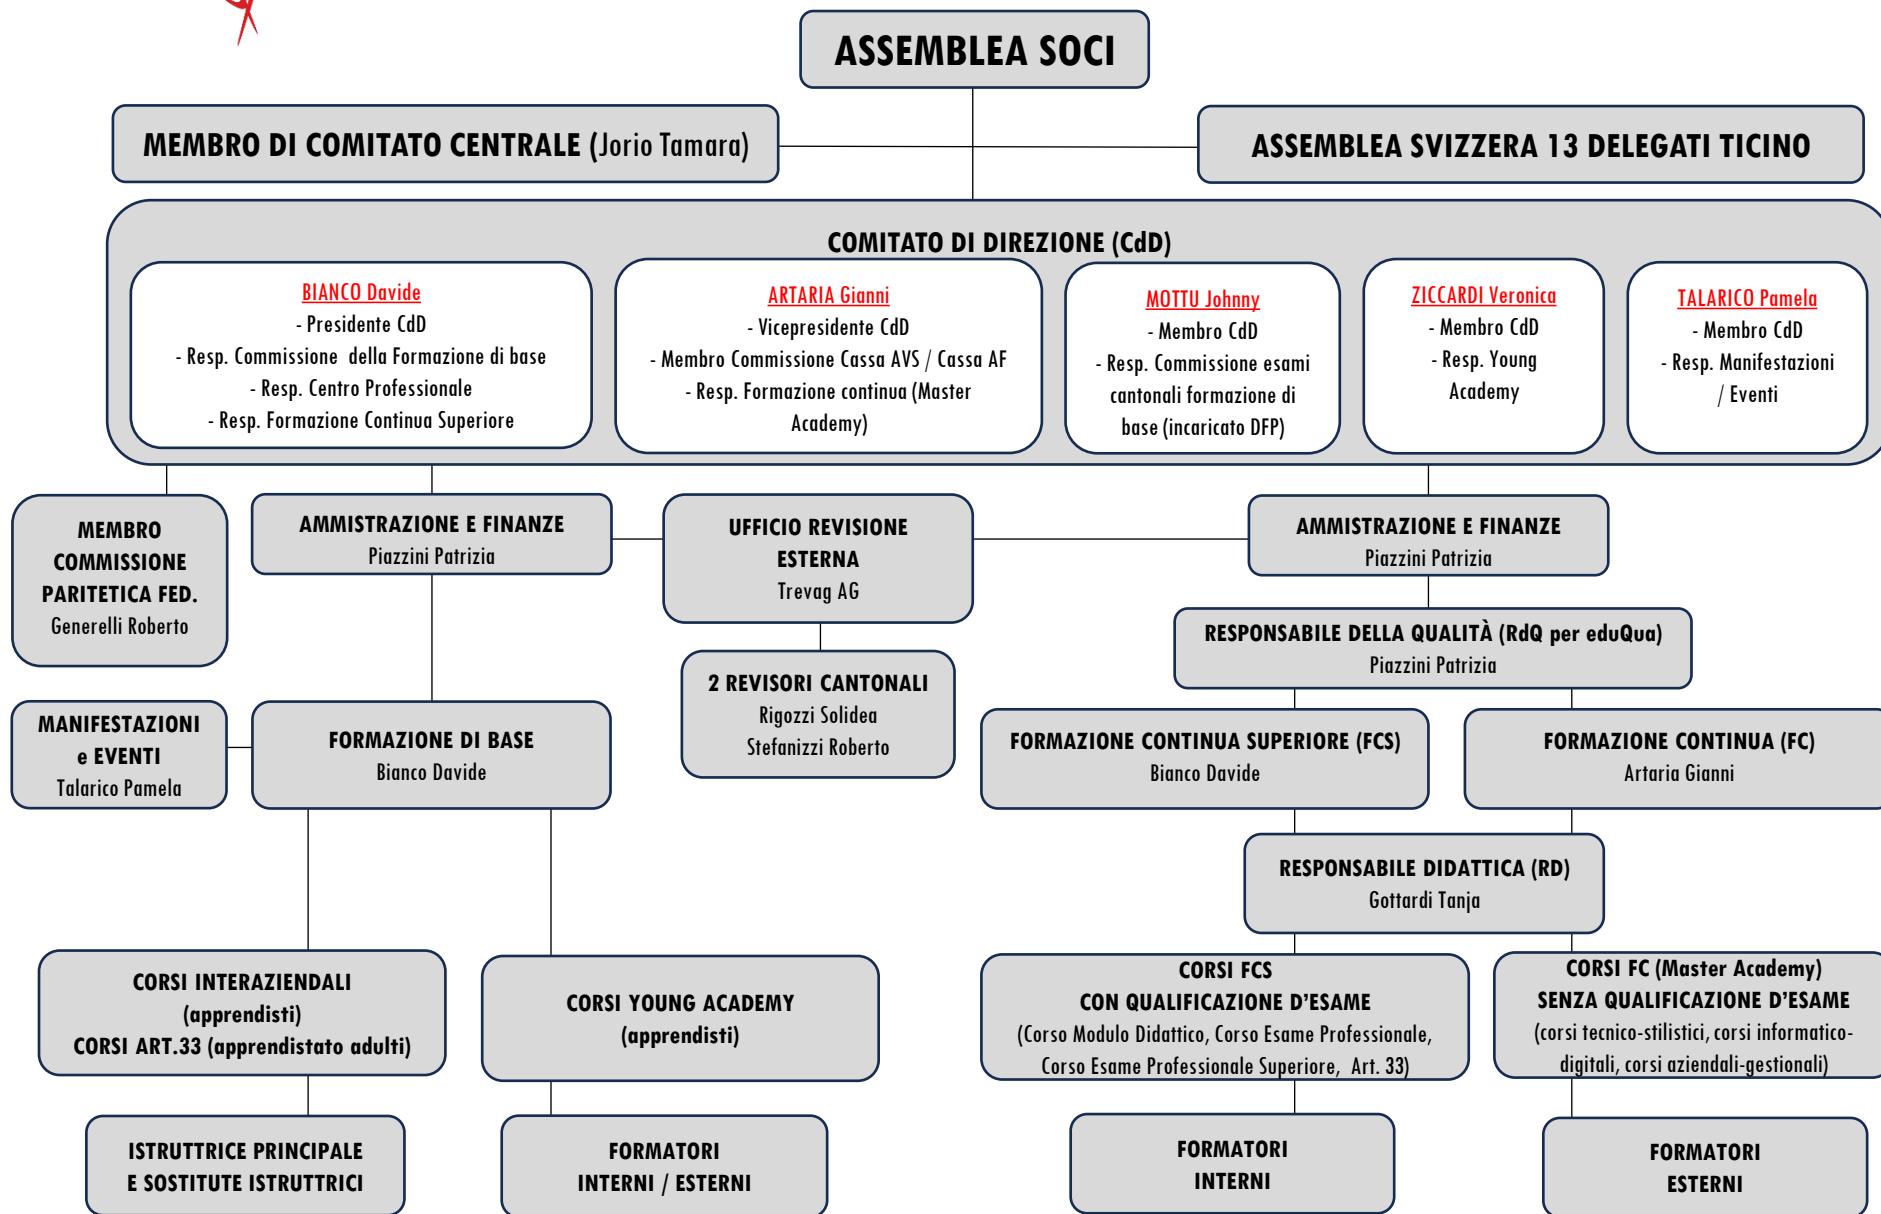 ASSEMBLEA SOCI
MEMBRO DI COMITATO CENTRALE (Jorio Tamara)
ASSEMBLEA SVIZZERA 13 DELEGATI TICINO
COMITATO DI DIREZIONE (CdD)
BIANCO Davide
- Presidente CdD
- Resp. Commissione della Formazione di base
- Resp. Centro Professionale
- Resp. Formazione Continua Superiore
ARTARIA Gianni
- Vicepresidente CdD
- Membro Commissione Cassa AVS / Cassa AF
- Resp. Formazione continua (Master
Academy)
MOTTU Johnny
- Membro CdD
- Resp. Commissione esami
cantonali formazione di
base (incaricato DFP)
ZICCARDI Veronica
- Membro CdD
- Resp. Young
Academy
TALARICO Pamela
- Membro CdD
- Resp. Manifestazioni
/ Eventi
MEMBRO
COMMISSIONE
PARITETICA FED.
Generelli Roberto
AMMISTRAZIONE E FINANZE
Piazzini Patrizia
UFFICIO REVISIONE
ESTERNA
Trevag AG
AMMISTRAZIONE E FINANZE
Piazzini Patrizia
RESPONSABILE DELLA QUALITÀ (RdQ per eduQua)
Piazzini Patrizia
2 REVISORI CANTONALI
Rigozzi Solidea
Stefanizzi Roberto
MANIFESTAZIONI
e EVENTI
Talarico Pamela
FORMAZIONE DI BASE
Bianco Davide
FORMAZIONE CONTINUA SUPERIORE (FCS)
Bianco Davide
FORMAZIONE CONTINUA (FC)
Artaria Gianni
RESPONSABILE DIDATTICA (RD)
Gottardi Tanja
CORSI INTERAZIENDALI
(apprendisti)
CORSI ART.33 (apprendistato adulti)
CORSI YOUNG ACADEMY
(apprendisti)
CORSI FCS
CON QUALIFICAZIONE D'ESAME
(Corso Modulo Didattico, Corso Esame Professionale,
Corso Esame Professionale Superiore, Art. 33)
CORSI FC (Master Academy)
SENZA QUALIFICAZIONE D'ESAME
(corsi tecnico-stilistici, corsi informatico-
digitali, corsi aziendali-gestionali)
ISTRUTTRICE PRINCIPALE
E SOSTITUTE ISTRUTTRICI
FORMATORI
INTERNI / ESTERNI
FORMATORI
INTERNI
FORMATORI
ESTERNI